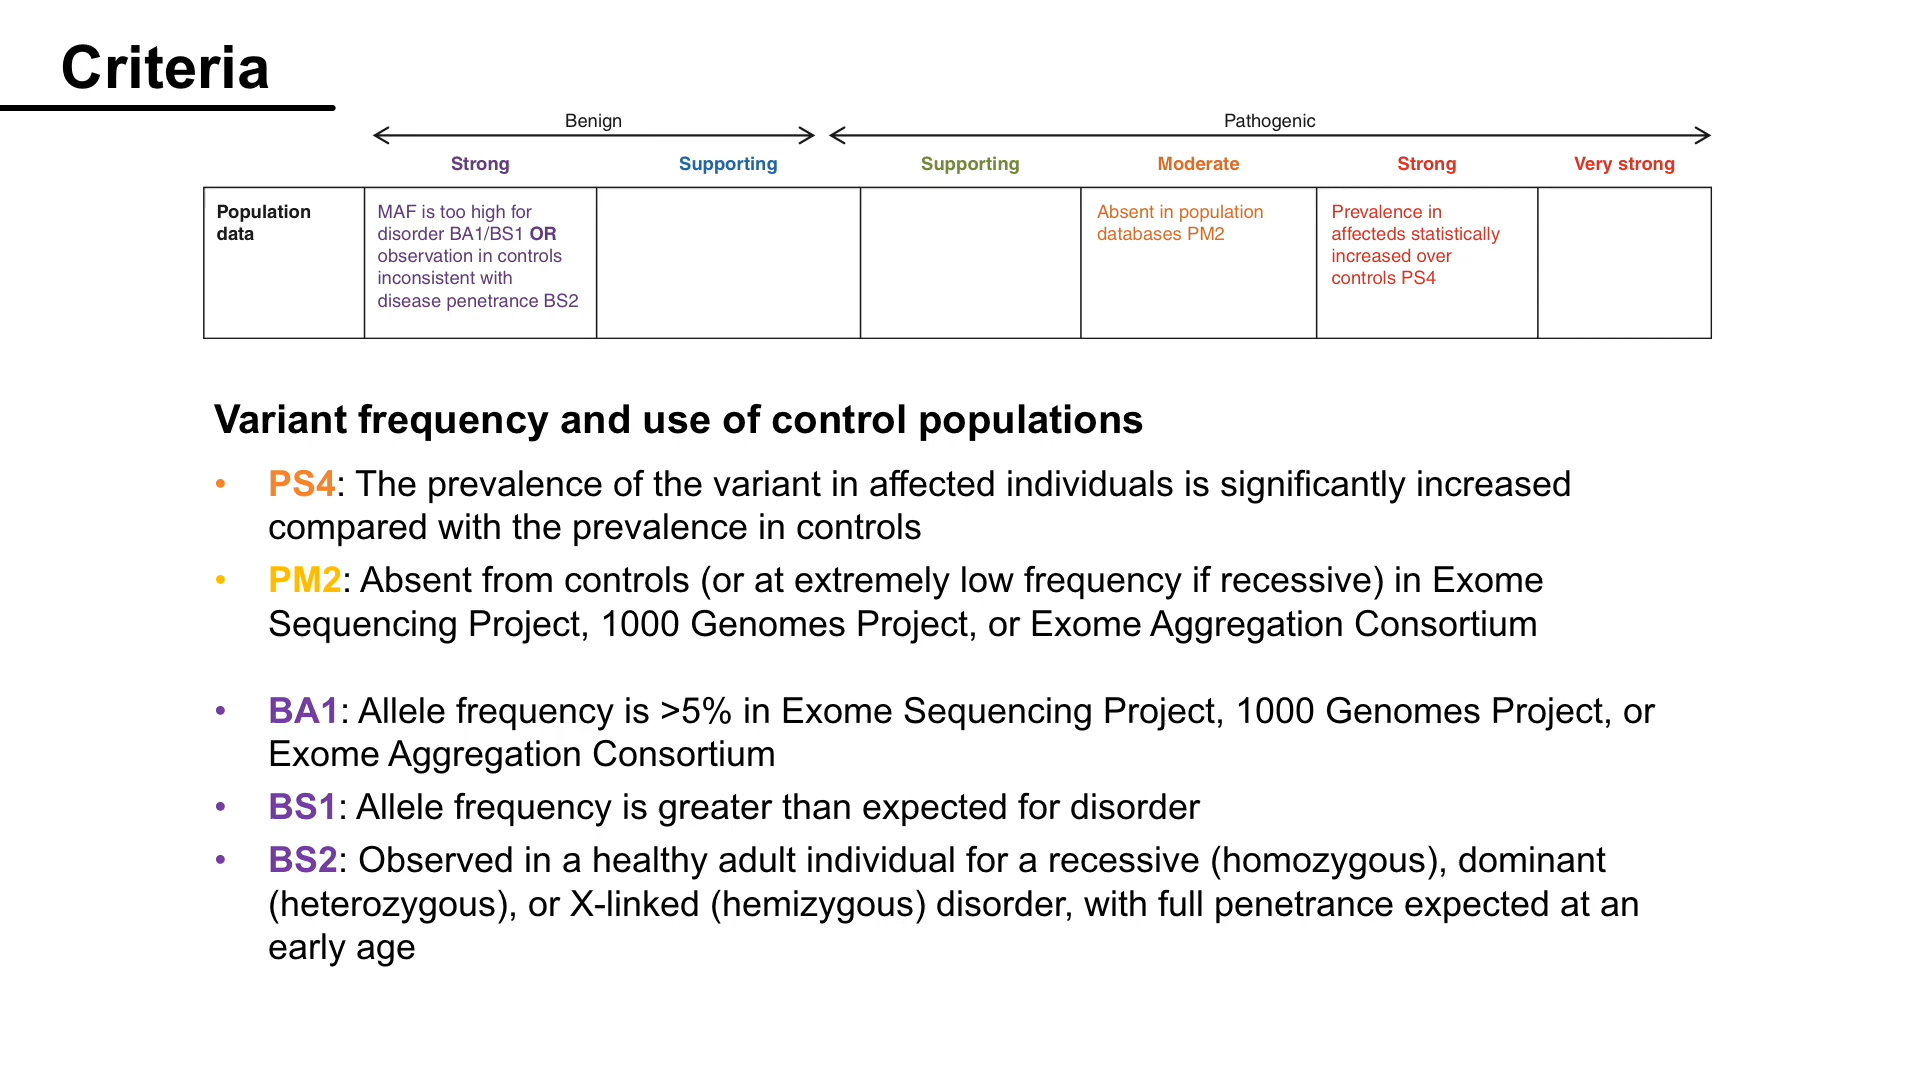 Criteria
Benign
Pathogenic
Strong
Supporting
Supporting
Moderate
Strong
Very strong
Population
data
MAF is too high for
disorder BA1/BS1 OR
observation in controls
inconsistent with
disease penetrance BS2
Absent in population
databases PM2
Prevalence in
affecteds statistically
increased over
controls PS4
Variant frequency and use of control populations
• PS4: The prevalence of the variant in affected individuals is significantly increased
compared with the prevalence in controls
• PM2: Absent from controls (or at extremely low frequency if recessive) in Exome
Sequencing Project, 1000 Genomes Project, or Exome Aggregation Consortium
• BA1: Allele frequency is >5% in Exome Sequencing Project, 1000 Genomes Project, or
Exome Aggregation Consortium
• BS1: Allele frequency is greater than expected for disorder
• BS2: Observed in a healthy adult individual for a recessive (homozygous), dominant
(heterozygous), or X-linked (hemizygous) disorder, with full penetrance expected at an
early age